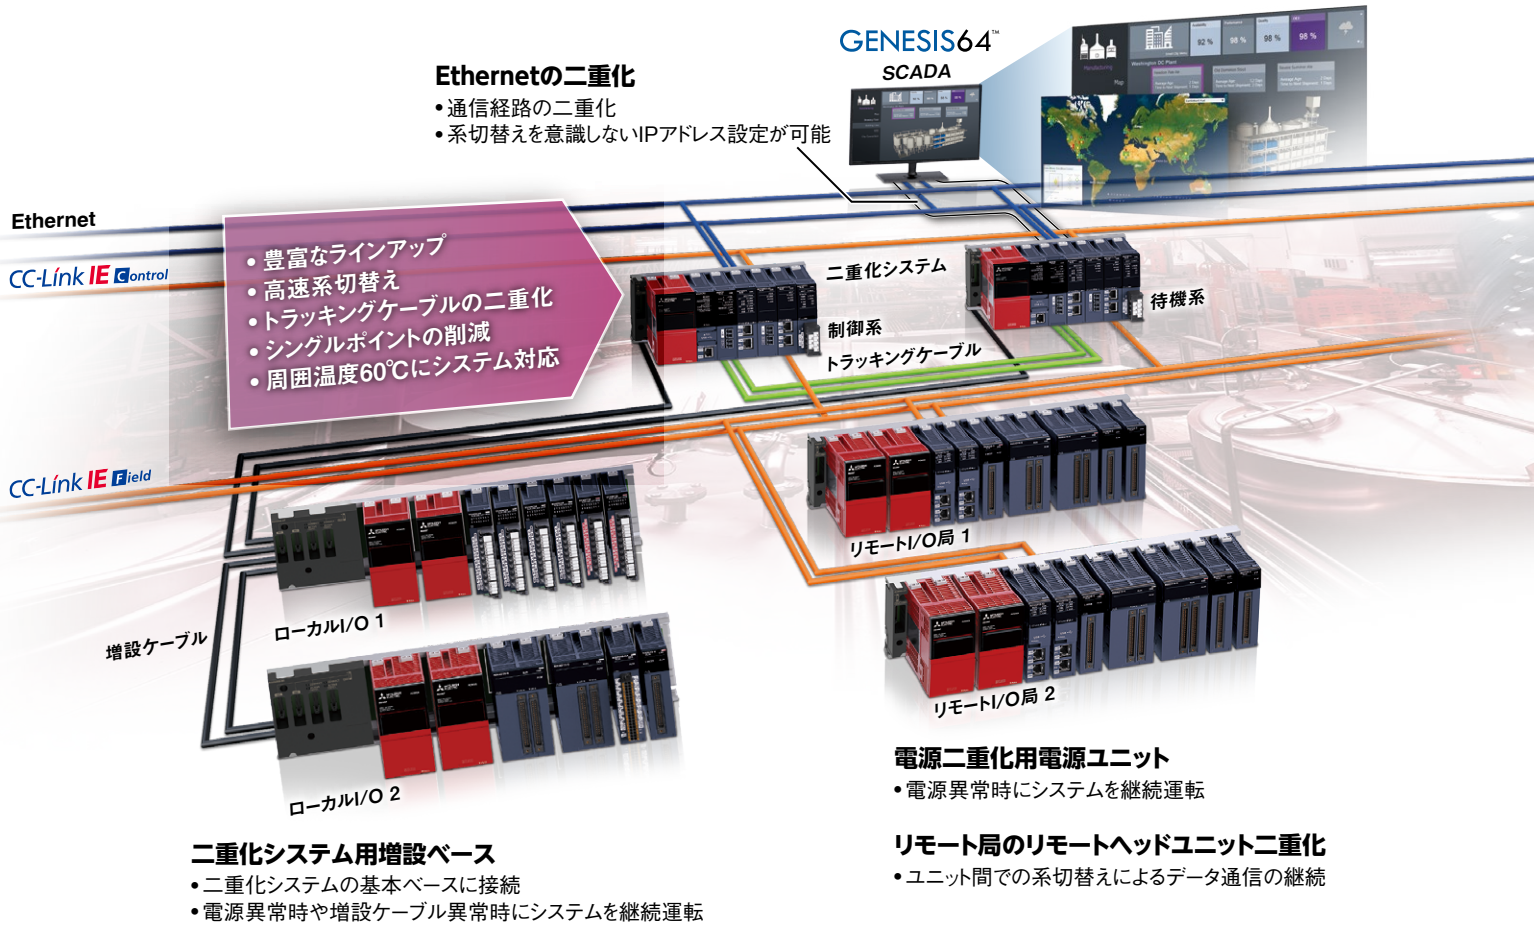 GENESIS64™
SCADA
Ethernetの二重化
•通信経路の二重化
•系切替えを意識しないIPアドレス設定が可能
Manufacturing
Map
Washington DC Plant
92 %
98 %
98 %
98 %
Ethernet
CC-Link IE Control
•豊富なラインアップ
•高速系切替え
•トラッキングケーブルの二重化
•シングルポイントの削減
•周囲温度60℃にシステム対応
二重化システム
制御系
待機系
トラッキングケーブル
CC-Link IE Field
リモートI/O局 1
ローカルI/O 1
増設ケーブル
リモートI/O局 2
ローカルI/O 2
電源二重化用電源ユニット
•電源異常時にシステムを継続運転
リモート局のリモートヘッドユニット二重化
•ユニット間での系切替えによるデータ通信の継続
二重化システム用増設ベース
•二重化システムの基本ベースに接続
•電源異常時や増設ケーブル異常時にシステムを継続運転